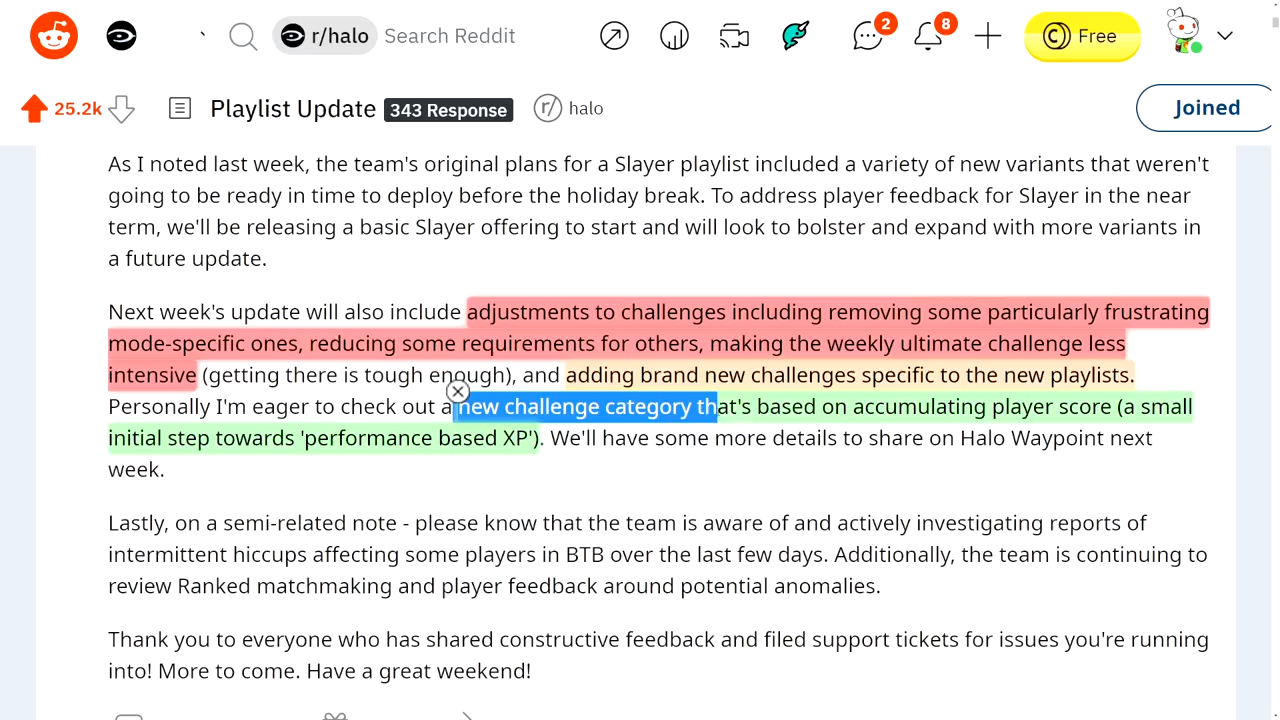 r/halo Search Reddit 2 8 Free
25.2k Playlist Update 343 Response r/ halo Joined
As I noted last week, the team's original plans for a Slayer playlist included a variety of new variants that weren't
going to be ready in time to deploy before the holiday break. To address player feedback for Slayer in the near
term, we'll be releasing a basic Slayer offering to start and will look to bolster and expand with more variants in
a future update.
Next week's update will also include adjustments to challenges including removing some particularly frustrating
mode-specific ones, reducing some requirements for others, making the weekly ultimate challenge less
intensive (getting there is tough enough), and adding brand new challenges specific to the new playlists.
Personally I'm eager to check out a new challenge category that's based on accumulating player score (a small
initial step towards 'performance based XP'). We'll have some more details to share on Halo Waypoint next
week.
Lastly, on a semi-related note - please know that the team is aware of and actively investigating reports of
intermittent hiccups affecting some players in BTB over the last few days. Additionally, the team is continuing to
review Ranked matchmaking and player feedback around potential anomalies.
Thank you to everyone who has shared constructive feedback and filed support tickets for issues you're running
into! More to come. Have a great weekend!